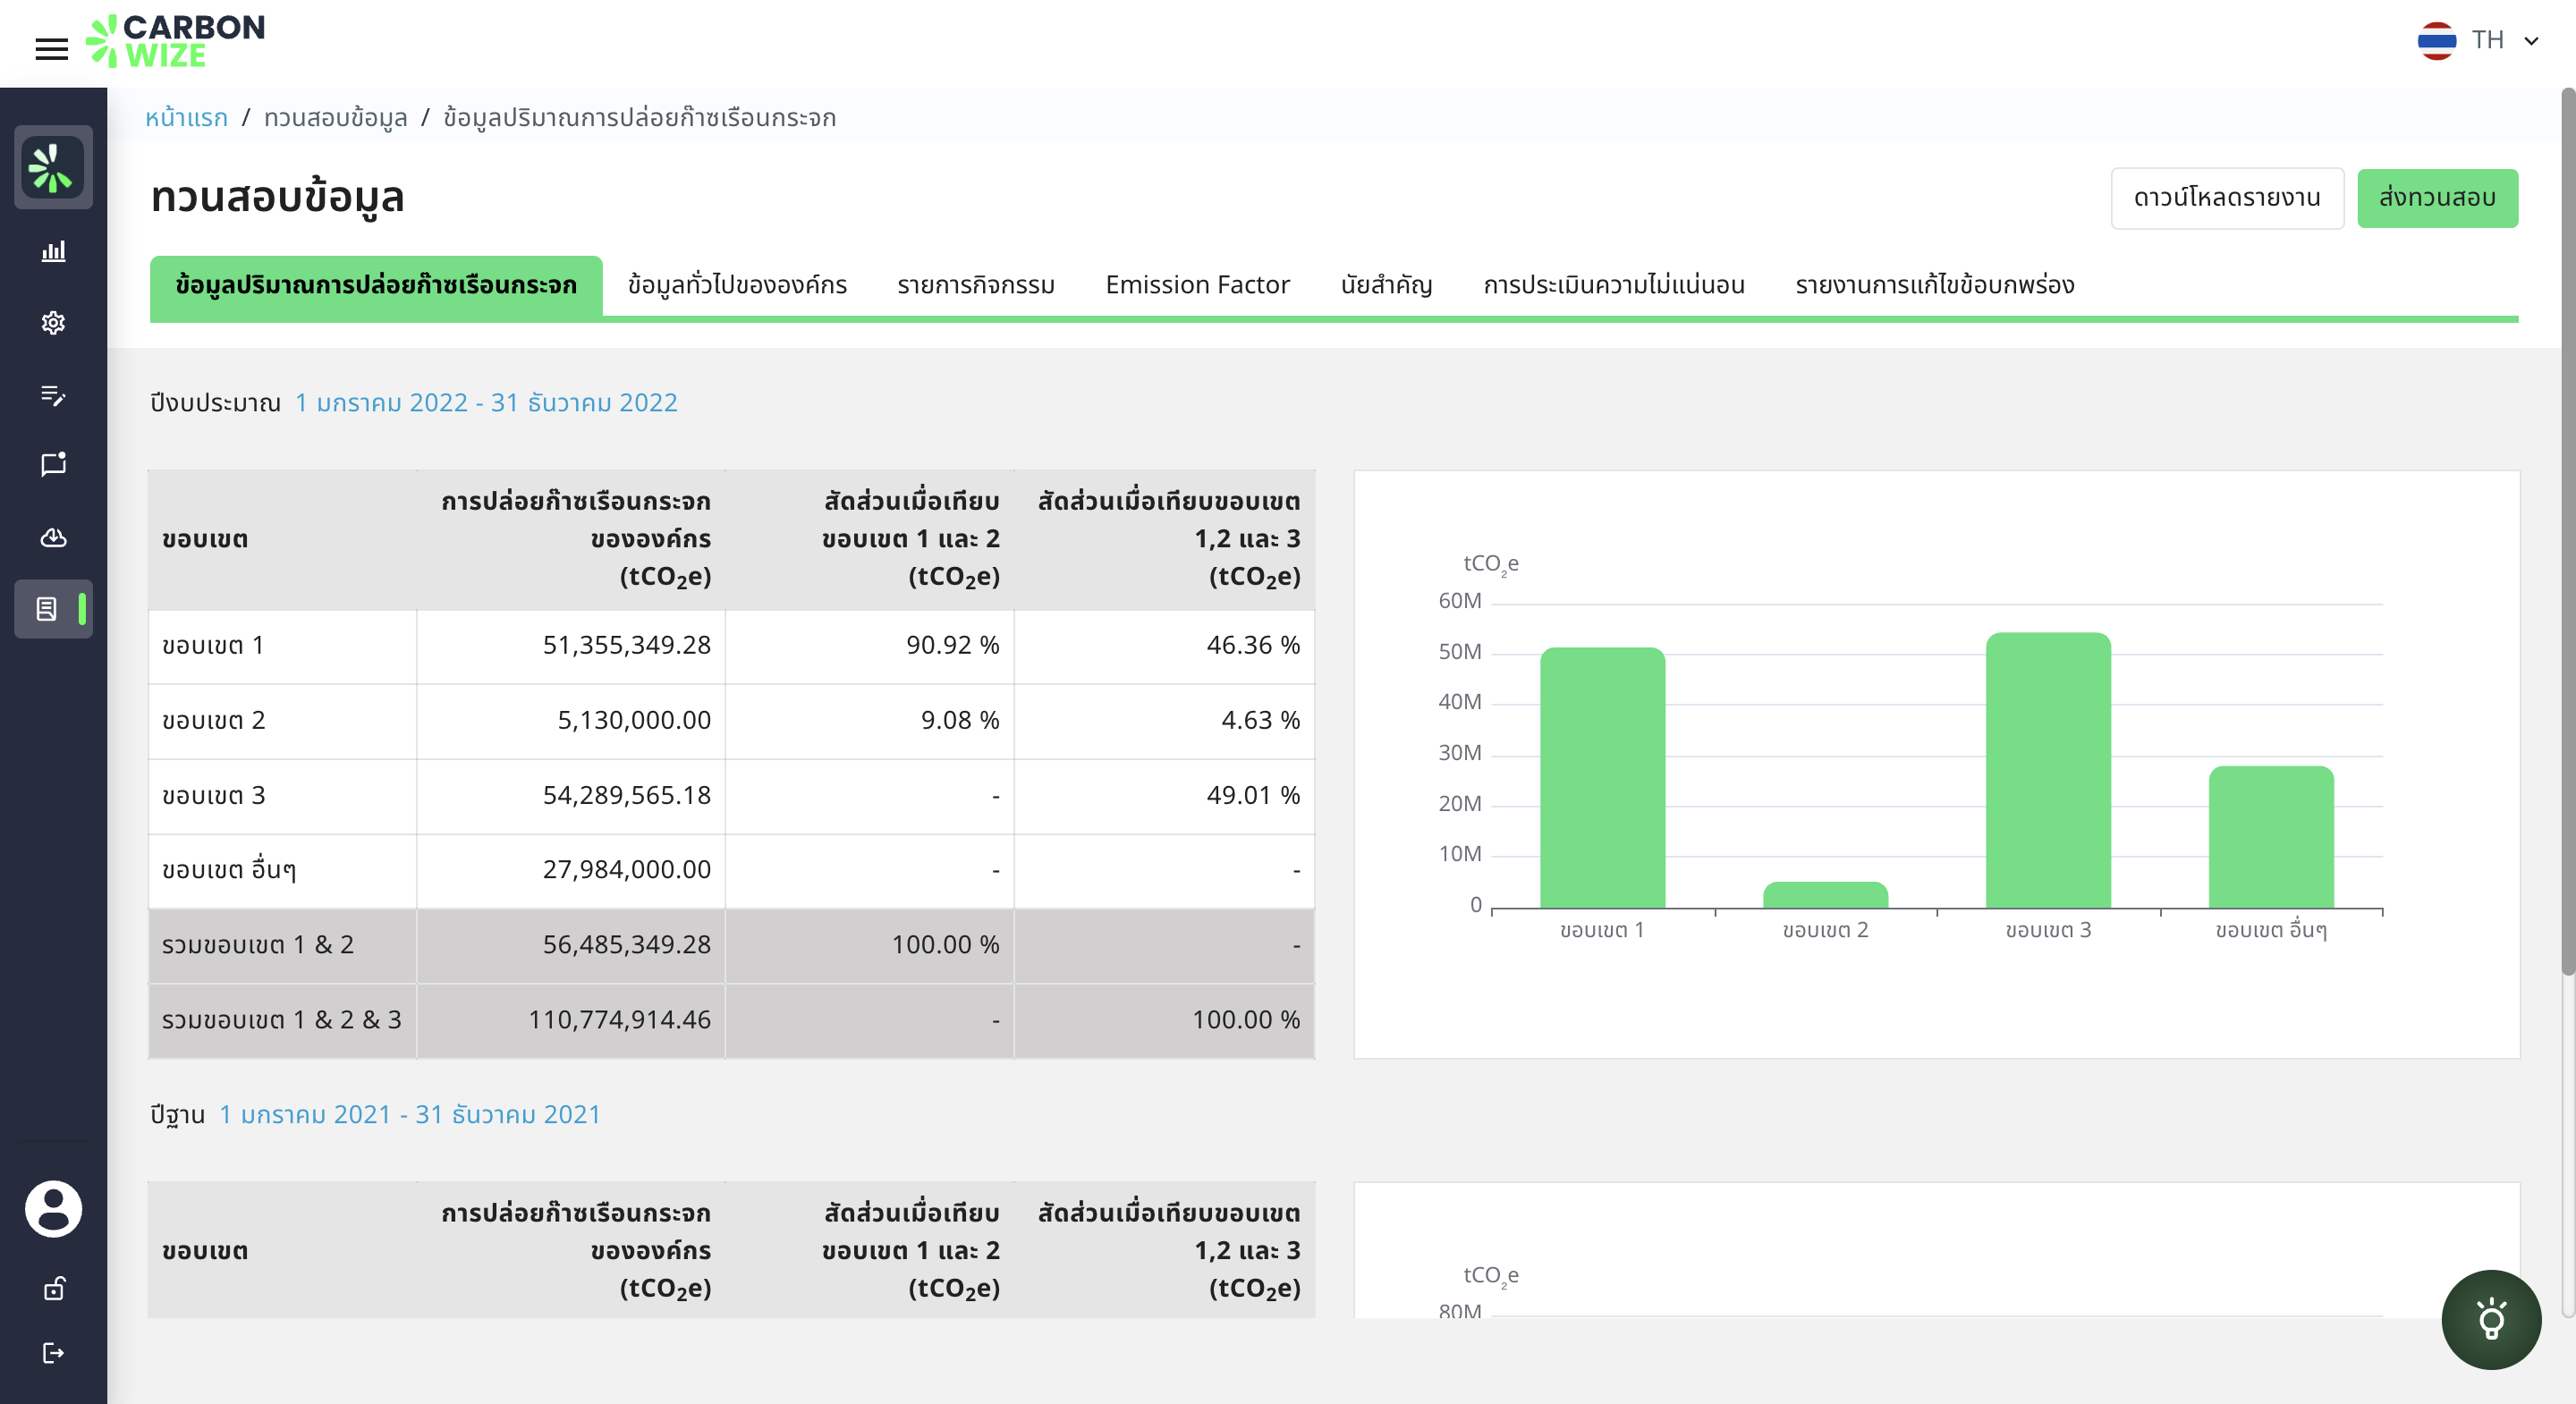 CARBON
WIZE
TH
หน้าแรก / ทวนสอบข้อมูล / ข้อมูลปริมาณการปล่อยก๊าซเรือนกระจก
ทวนสอบข้อมูล
ดาวน์โหลดรายงาน
ส่งทวนสอบ
ข้อมูลปริมาณการปล่อยก๊าซเรือนกระจก ข้อมูลทั่วไปขององค์กร รายการกิจกรรม Emission Factor นัยสำคัญ การประเมินความไม่แน่นอน รายงานการแก้ไขข้อบกพร่อง
ปีงบประมาณ 1 มกราคม 2022 - 31 ธันวาคม 2022
ขอบเขต
การปล่อยก๊าซเรือนกระจก
ขององค์กร
(tCO₂e)
สัดส่วนเมื่อเทียบ
ขอบเขต 1 และ 2
(tCO₂e)
สัดส่วนเมื่อเทียบขอบเขต
1,2 และ 3
(tCO₂e)
ขอบเขต 1 51,355,349.28 90.92 % 46.36 %
ขอบเขต 2 5,130,000.00 9.08 % 4.63 %
ขอบเขต 3 54,289,565.18 - 49.01 %
ขอบเขต อื่นๆ 27,984,000.00 - -
รวมขอบเขต 1 & 2 56,485,349.28 100.00 % -
รวมขอบเขต 1 & 2 & 3 110,774,914.46 - 100.00 %
tCO₂e
60M
50M
40M
30M
20M
10M
0
ขอบเขต 1 ขอบเขต 2 ขอบเขต 3 ขอบเขต อื่นๆ
ปีฐาน 1 มกราคม 2021 - 31 ธันวาคม 2021
ขอบเขต
การปล่อยก๊าซเรือนกระจก
ขององค์กร
(tCO₂e)
สัดส่วนเมื่อเทียบ
ขอบเขต 1 และ 2
(tCO₂e)
สัดส่วนเมื่อเทียบขอบเขต
1,2 และ 3
(tCO₂e)
tCO₂e
80M